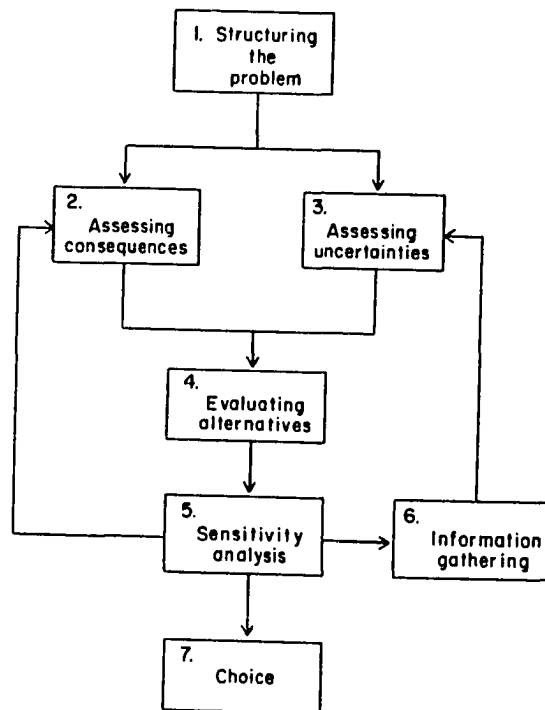 1. Structuring
the
problem
2.
Assessing
consequences
3.
Assessing
uncertainties
4.
Evaluating
alternatives
5.
Sensitivity
analysis
6.
Information
gathering
7.
Choice